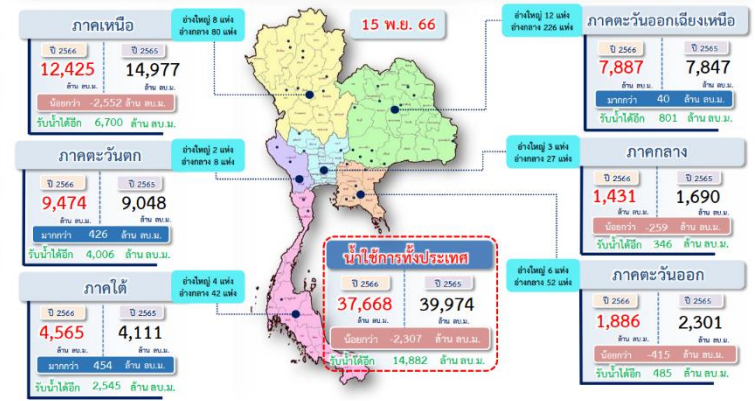 ภาคเหนือ
ปี 2566 ปี 2565
12,425 14,977
ล้าน ลบ.ม. ล้าน ลบ.ม.
น้อยกว่า -2,552 ล้าน ลบ.ม.
รับน้ำได้อีก 6,700 ล้าน ลบ.ม.
อ่างใหญ่ 8 แห่ง
อ่างกลาง 80 แห่ง
15 พ.ย. 66
อ่างใหญ่ 12 แห่ง
อ่างกลาง 226 แห่ง
ภาคตะวันออกเฉียงเหนือ
ปี 2566 ปี 2565
7,887 7,847
ล้าน ลบ.ม. ล้าน ลบ.ม.
มากกว่า 40 ล้าน ลบ.ม.
รับน้ำได้อีก 801 ล้าน ลบ.ม.
ภาคตะวันตก
ปี 2566 ปี 2565
9,474 9,048
ล้าน ลบ.ม. ล้าน ลบ.ม.
มากกว่า 426 ล้าน ลบ.ม.
รับน้ำได้อีก 4,006 ล้าน ลบ.ม.
อ่างใหญ่ 2 แห่ง
อ่างกลาง 8 แห่ง
อ่างใหญ่ 3 แห่ง
อ่างกลาง 27 แห่ง
ภาคกลาง
ปี 2566 ปี 2565
1,431 1,690
ล้าน ลบ.ม. ล้าน ลบ.ม.
น้อยกว่า -259 ล้าน ลบ.ม.
รับน้ำได้อีก 346 ล้าน ลบ.ม.
ภาคใต้
ปี 2566 ปี 2565
4,565 4,111
ล้าน ลบ.ม. ล้าน ลบ.ม.
มากกว่า 454 ล้าน ลบ.ม.
รับน้ำได้อีก 2,545 ล้าน ลบ.ม.
อ่างใหญ่ 4 แห่ง
อ่างกลาง 42 แห่ง
น้ำใช้การทั้งประเทศ
ปี 2566 ปี 2565
37,668 39,974
ล้าน ลบ.ม. ล้าน ลบ.ม.
น้อยกว่า -2,307 ล้าน ลบ.ม.
รับน้ำได้อีก 14,882 ล้าน ลบ.ม.
อ่างใหญ่ 6 แห่ง
อ่างกลาง 52 แห่ง
ภาคตะวันออก
ปี 2566 ปี 2565
1,886 2,301
ล้าน ลบ.ม. ล้าน ลบ.ม.
น้อยกว่า -415 ล้าน ลบ.ม.
รับน้ำได้อีก 485 ล้าน ลบ.ม.